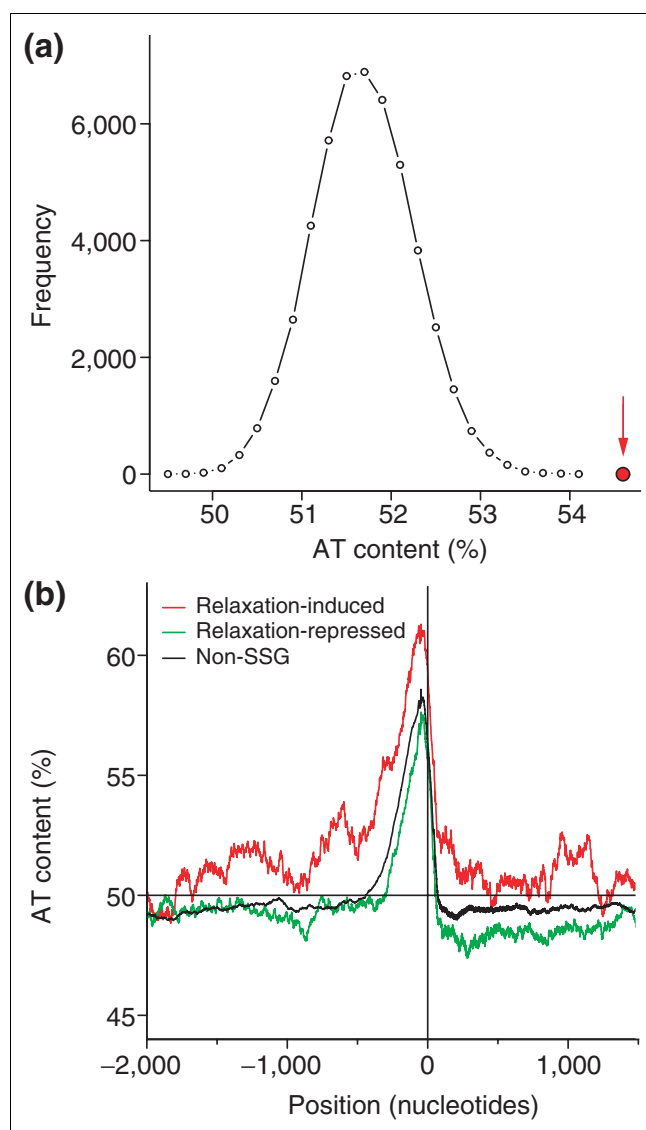 (a)
6,000
4,000
2,000
0
Frequency
50 51 52 53 54
AT content (%)
(b)
Relaxation-induced
Relaxation-repressed
Non-SSG
60
55
50
45
AT content (%)
−2,000 −1,000 0 1,000
Position (nucleotides)